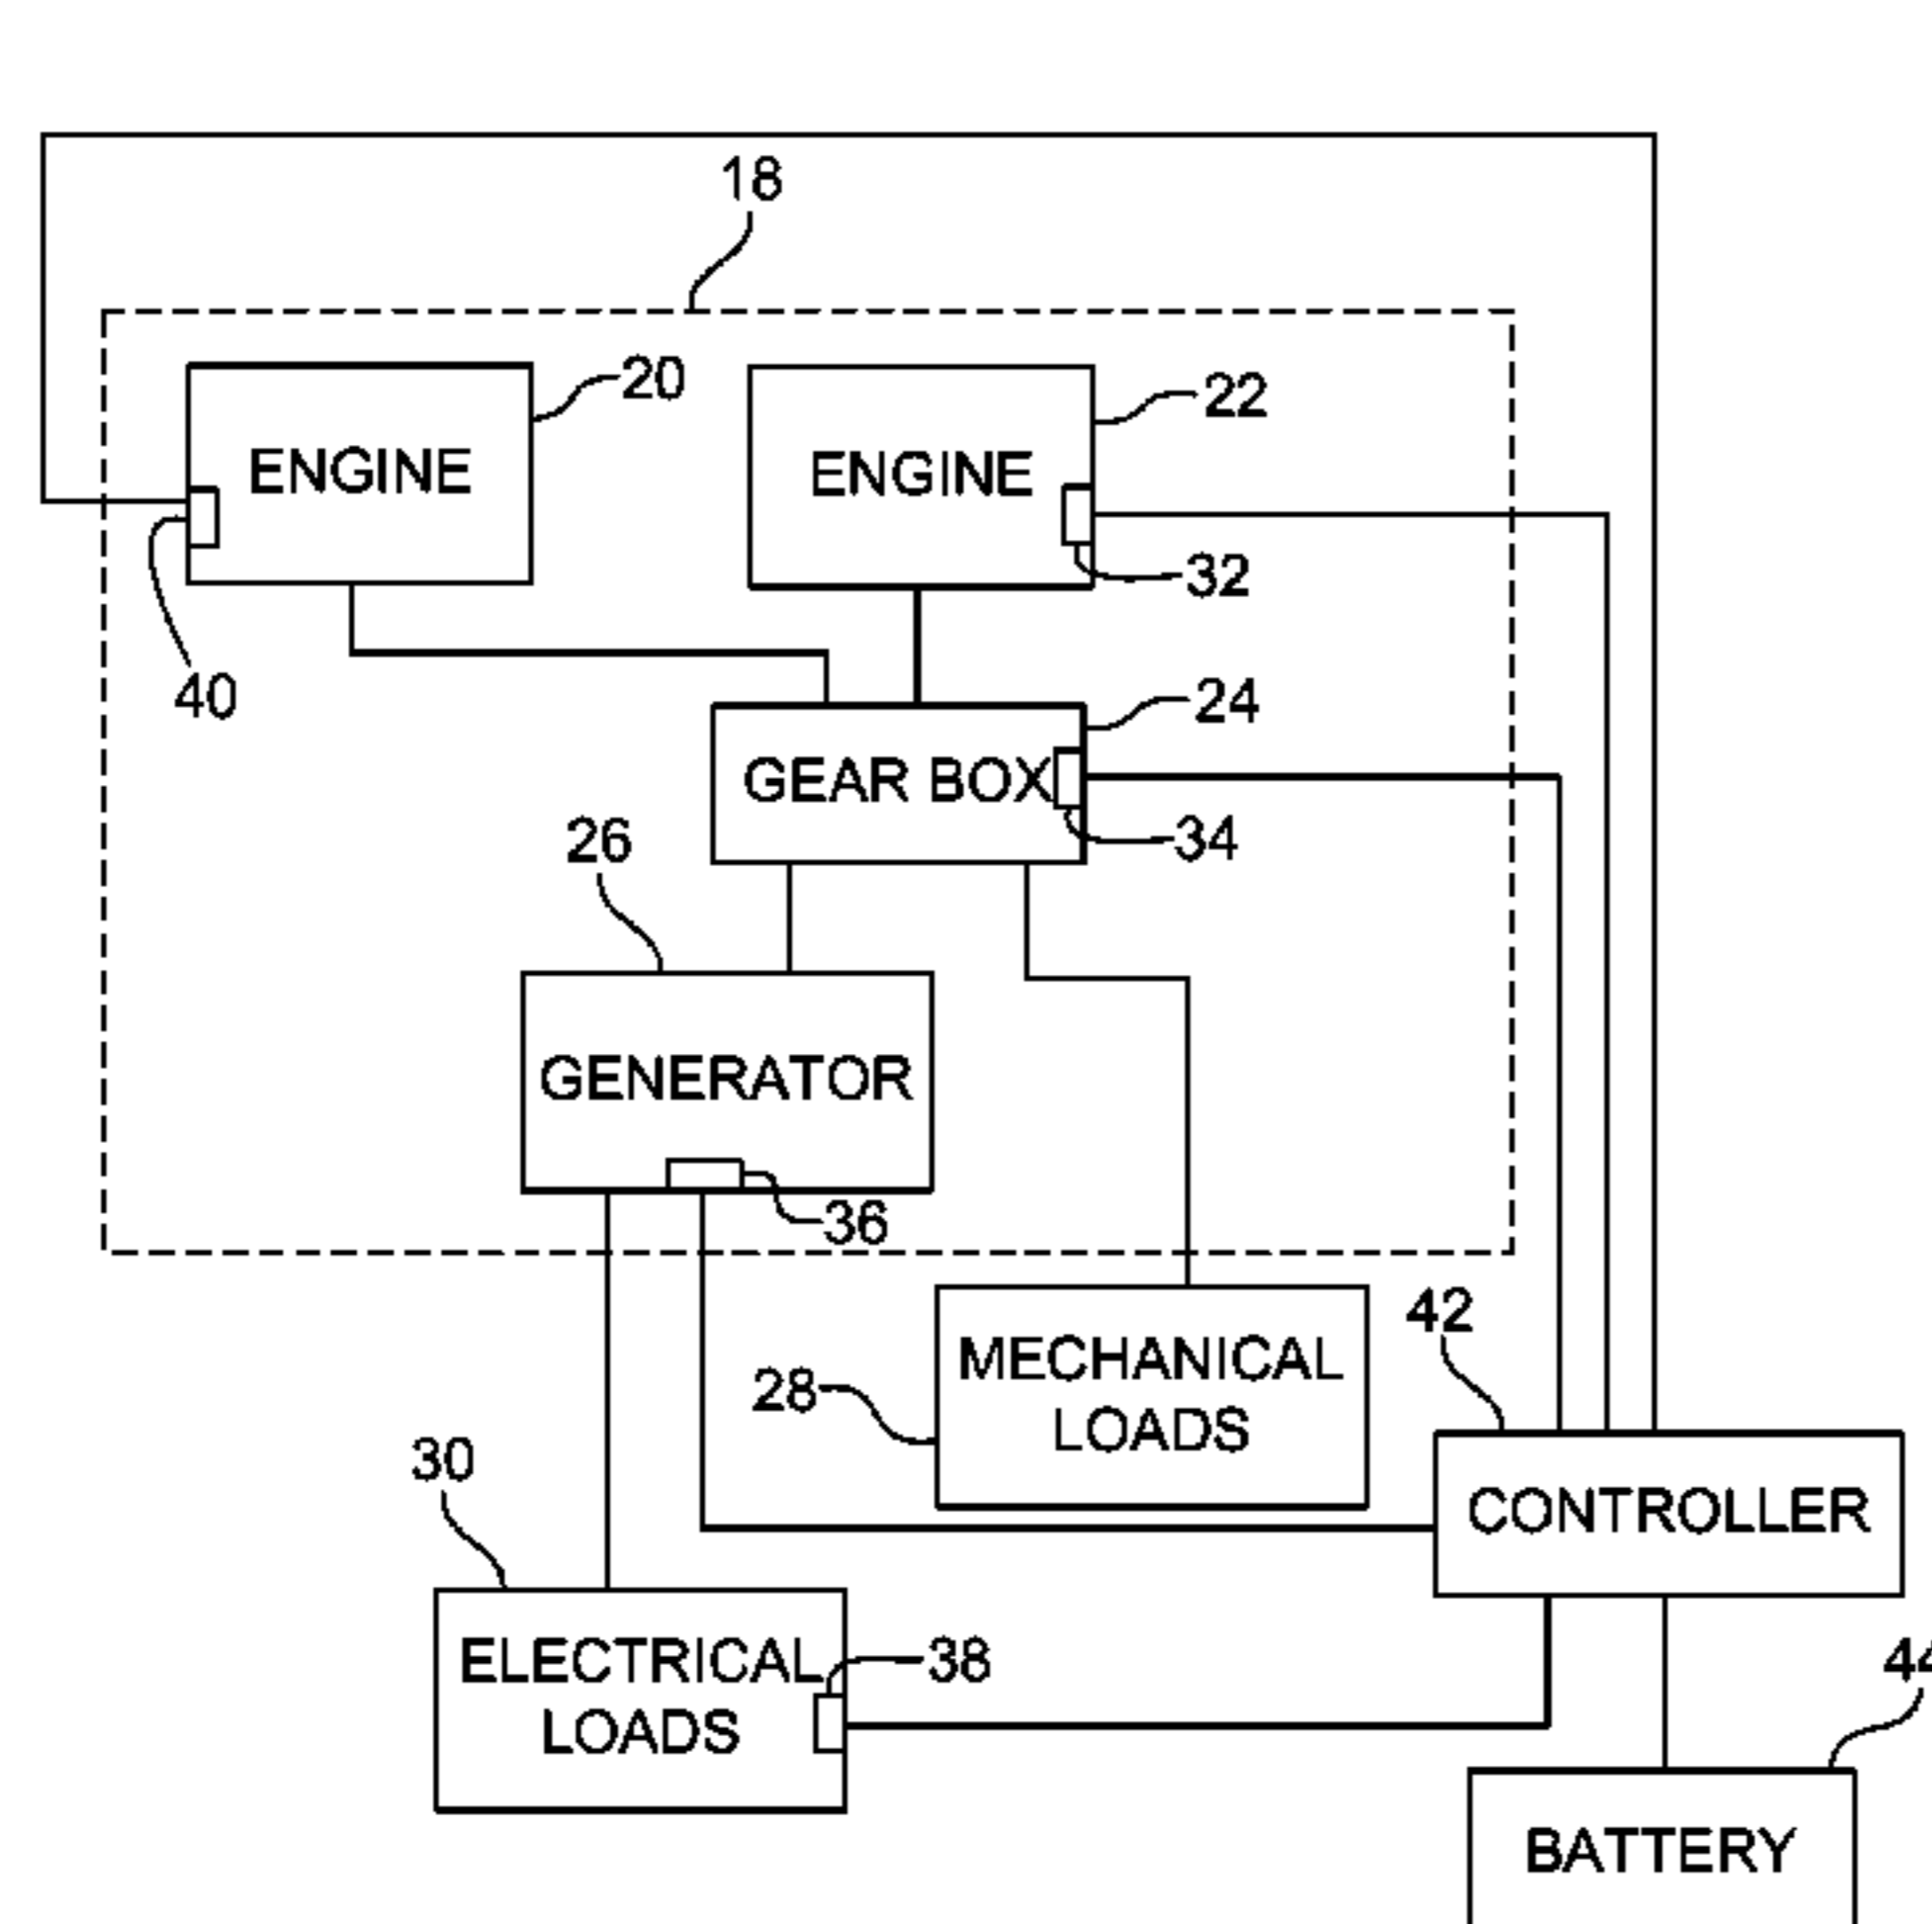 18
20
22
ENGINE
ENGINE
32
40
24
GEAR BOX
34
26
GENERATOR
36
42
MECHANICAL
LOADS
28
30
CONTROLLER
ELECTRICAL
LOADS
38
44
BATTERY